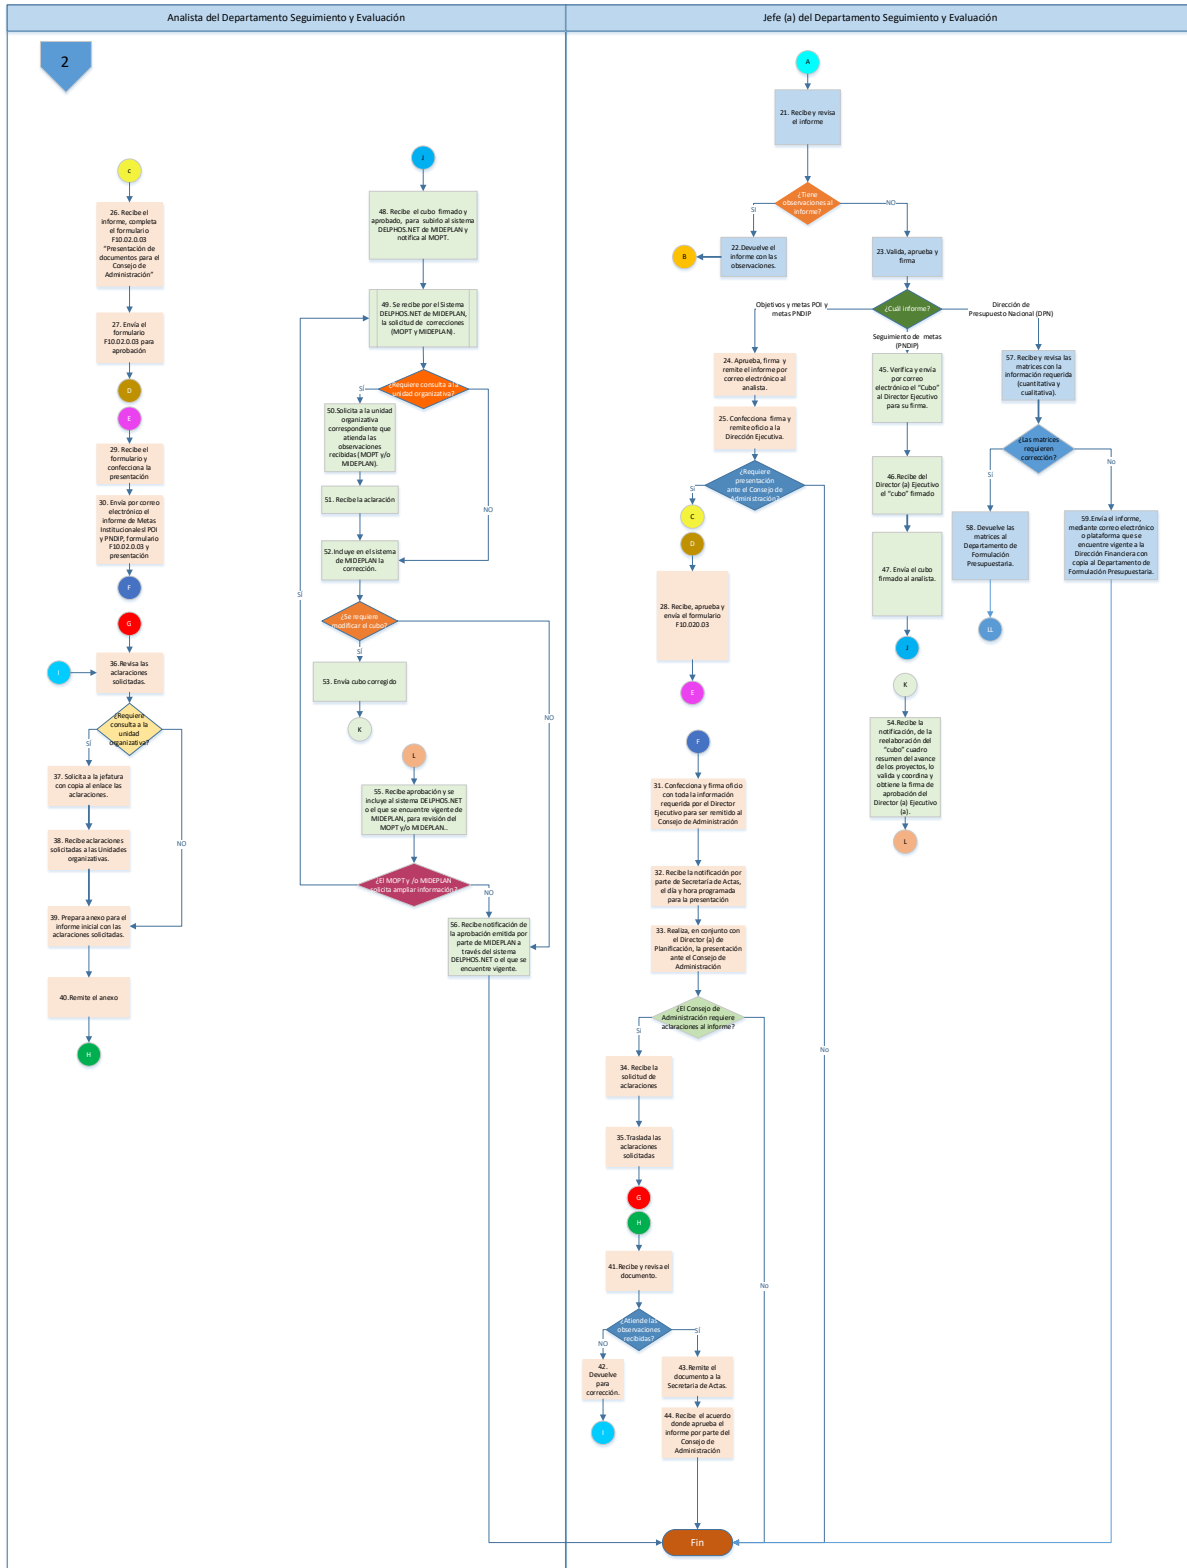 Analista del Departamento Seguimiento y Evaluación
Jefe (a) del Departamento Seguimiento y Evaluación
2
c
26. Recibe el
informe, completa
el formulario
F10.02.0.03
"Presentación de
documentos para el
Consejo de
Administración"
27. Envía el
formulario
F10.02.0.03 para
aprobación
D
E
29. Recibe el
formulario y
confecciona la
presentación
30. Envía por correo
electrónico el
informe de Metas
Institucionalesl POI
y PNDIP, formulario
F10.02.0.03 y
presentación
F
G
I
36.Revisa las
aclaraciones
solicitadas.
¿Requiere
consulta a la
unidad
organizativa?
SÍ
NO
37. Solicita a la jefatura
con copia al enlace las
aclaraciones.
38. Recibe aclaraciones
solicitadas a las Unidades
organizativas.
39. Prepara anexo para el
informe inicial con las
aclaraciones solicitadas.
40.Remite el anexo
H
J
48. Recibe el cubo firmado y
aprobado, para subirlo al sistema
DELPHOS.NET de MIDEPLAN y
notifica al MOPT.
49. Se recibe por el Sistema
DELPHOS.NET de MIDEPLAN,
la solicitud de correcciones
(MOPT y MIDEPLAN).
¿Requiere consulta a la
unidad organizativa?
SÍ
NO
50.Solicita a la unidad
organizativa
correspondiente que
atienda las
observaciones
recibidas (MOPT y/o
MIDEPLAN).
51. Recibe la aclaración
52.Incluye en el sistema
de MIDEPLAN la
corrección.
SÍ
¿Se requiere
modificar el cubo?
SÍ
NO
53. Envía cubo corregido
K
L
55. Recibe aprobación y se
incluye al sistema DELPHOS.NET
o el que se encuentre vigente de
MIDEPLAN, para revisión del
MOPT y/o MIDEPLAN..
¿El MOPT y /o MIDEPLAN
solicita ampliar información?
NO
56. Recibe notificación de
la aprobación emitida por
parte de MIDEPLAN a
través del sistema
DELPHOS.NET o el que se
encuentre vigente.
A
21. Recibe y revisa
el informe
¿Tiene
observaciones al
informe?
Si
NO
22.Devuelve el
informe con las
observaciones.
B
23.Valida, aprueba y
firma
¿Cuál informe?
Objetivos y metas POI y
metas PNDIP
Seguimiento de metas
(PNDIP)
Dirección de
Presupuesto Nacional (DPN)
24. Aprueba, firma y
remite el informe por
correo electrónico al
analista.
25. Confecciona firma y
remite oficio a la
Dirección Ejecutiva.
¿Requiere
presentación
ante el Consejo de
Administración?
Si
No
C
D
28. Recibe, aprueba y
envía el formulario
F10.020.03
E
F
31. Confecciona y firma oficio
con toda la información
requerida por el Director
Ejecutivo para ser remitido al
Consejo de Administración
32. Recibe la notificación por
parte de Secretaría de Actas,
el día y hora programada
para la presentación
33. Realiza, en conjunto con
el Director (a) de
Planificación, la presentación
ante el Consejo de
Administración
¿El Consejo de
Administración requiere
aclaraciones al informe?
Si
No
34. Recibe la
solicitud de
aclaraciones
35.Traslada las
aclaraciones
solicitadas
G
H
41.Recibe y revisa el
documento.
¿Atiende las
observaciones
recibidas?
NO
SÍ
42.
Devuelve
para
corrección.
I
43.Remite el
documento a la
Secretaria de Actas.
44. Recibe el acuerdo
donde aprueba el
informe por parte del
Consejo de
Administración
Fin
45. Verifica y envía
por correo
electrónico el "Cubo"
al Director Ejecutivo
para su firma.
46.Recibe del
Director (a) Ejecutivo
el "cubo" firmado
47. Envía el cubo
firmado al analista.
J
K
54.Recibe la
notificación, de la
reelaboración del
"cubo" cuadro
resumen del avance
de los proyectos, lo
valida y coordina y
obtiene la firma de
aprobación del
Director (a) Ejecutivo
(a).
L
57. Recibe y revisa las
matrices con la
información requerida
(cuantitativa y
cualitativa).
¿Las matrices
requieren
corrección?
Sí
No
58. Devuelve las
matrices al
Departamento de
Formulación
Presupuestaria.
LL
59.Envía el informe,
mediante correo electrónico
o plataforma que se
encuentre vigente a la
Dirección Financiera con
copia al Departamento de
Formulación Presupuestaria.